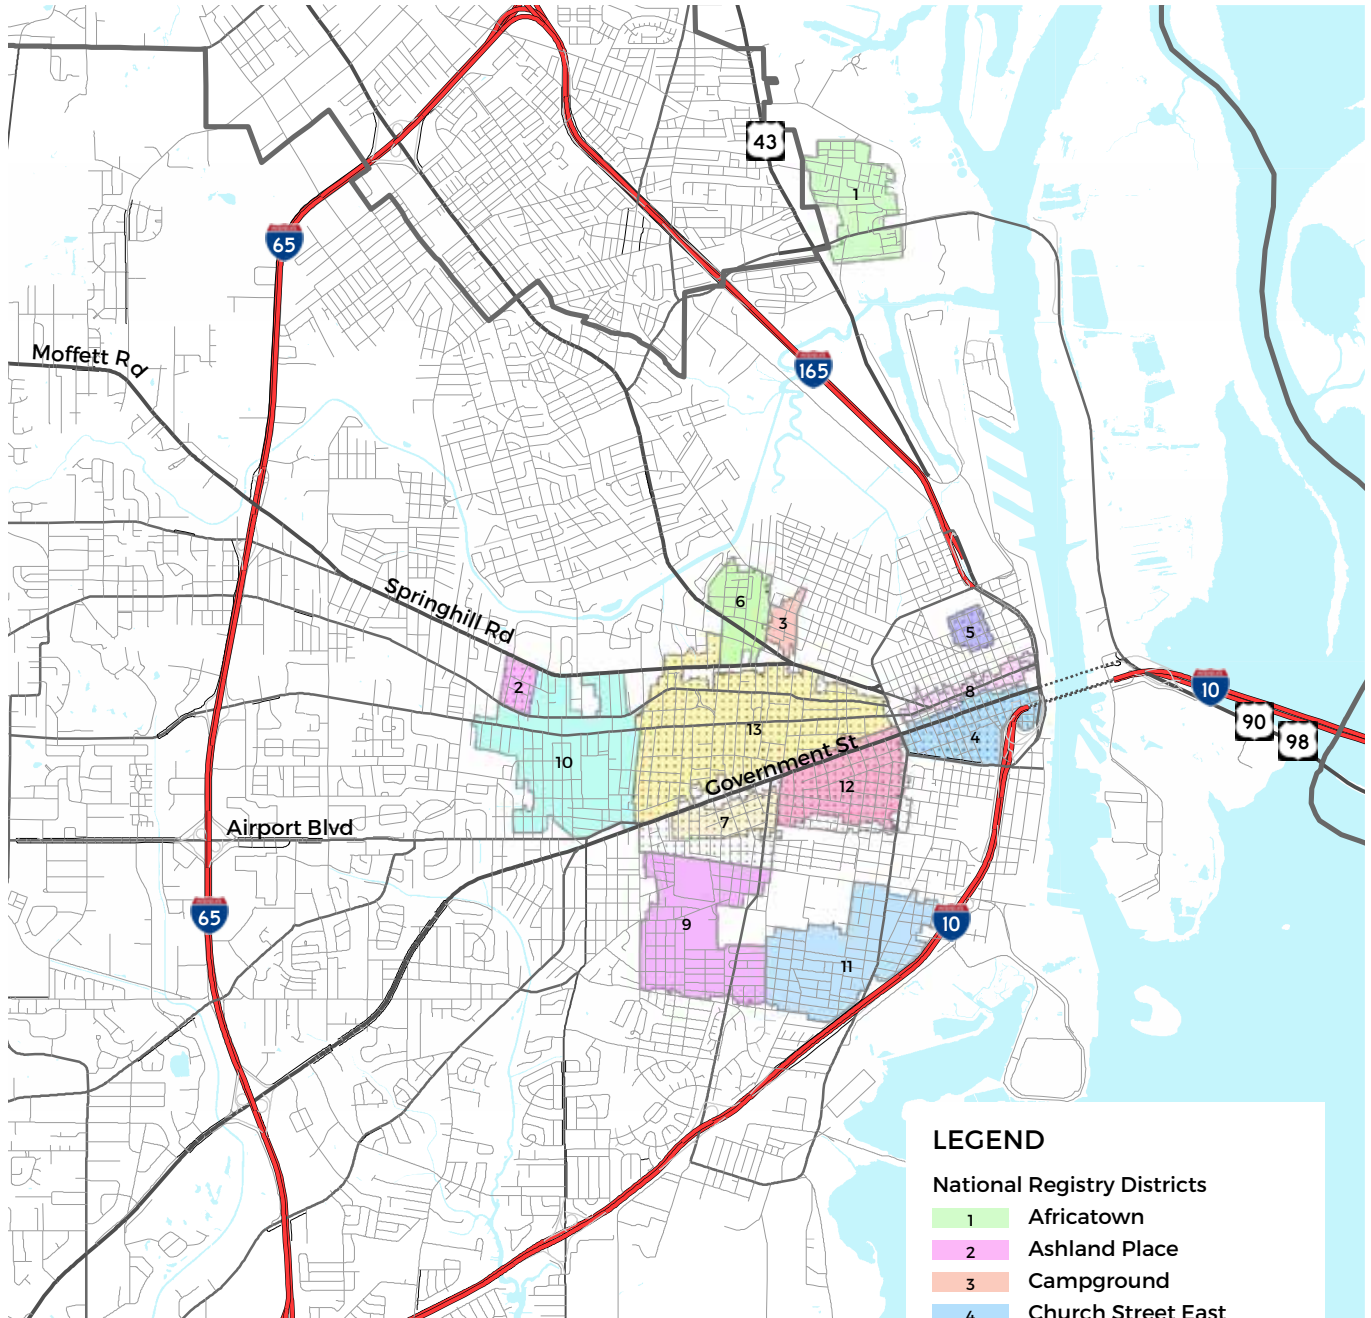 43
1
65
Moffett Rd
165
Springhill Rd
6
3
5
2
8
10
90
98
13
4
10
Government St
12
7
Airport Blvd
65
9
10
11
LEGEND
National Registry Districts
1 Africatown
2 Ashland Place
3 Campground
4 Church Street East